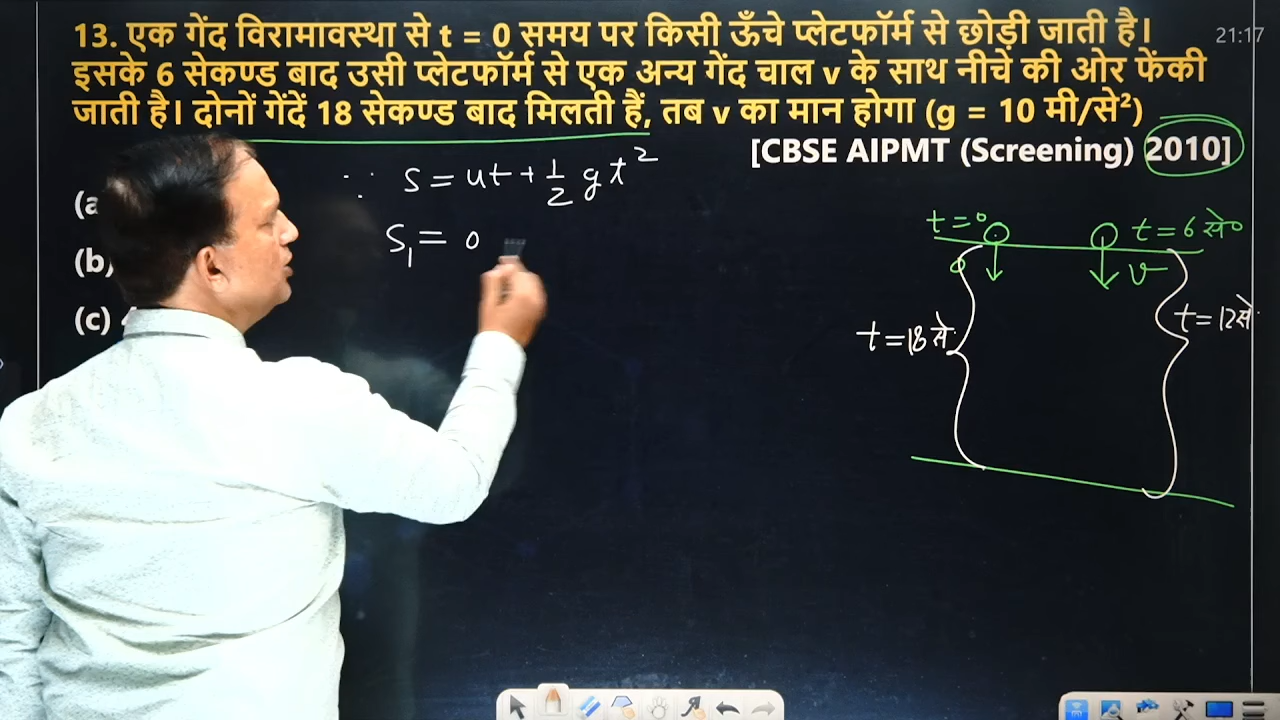 13. एक गेंद विरामावस्था से t = 0 समय पर किसी ऊँचे प्लेटफॉर्म से छोड़ी जाती है।
21:17
इसके 6 सेकण्ड बाद उसी प्लेटफॉर्म से एक अन्य गेंद चाल v के साथ नीचे की ओर फेंकी
जाती है। दोनों गेंदें 18 सेकण्ड बाद मिलती हैं, तब v का मान होगा (g = 10 मी/से²)
[CBSE AIPMT (Screening) 2010]
∵ s = ut + 1/2 gt²
(a
S₁ = 0
(b)
(c)
t = 0
t = 6 से०
v
t = 18 से.
t = 12 से.